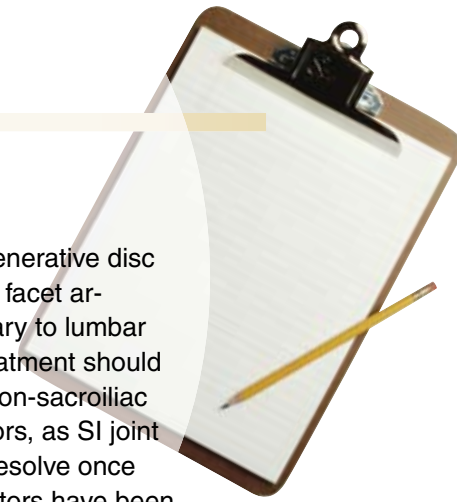 enerative disc
facet ar-
ary to lumbar
atment should
on-sacroiliac
ors, as SI joint
esolve once
tors have been